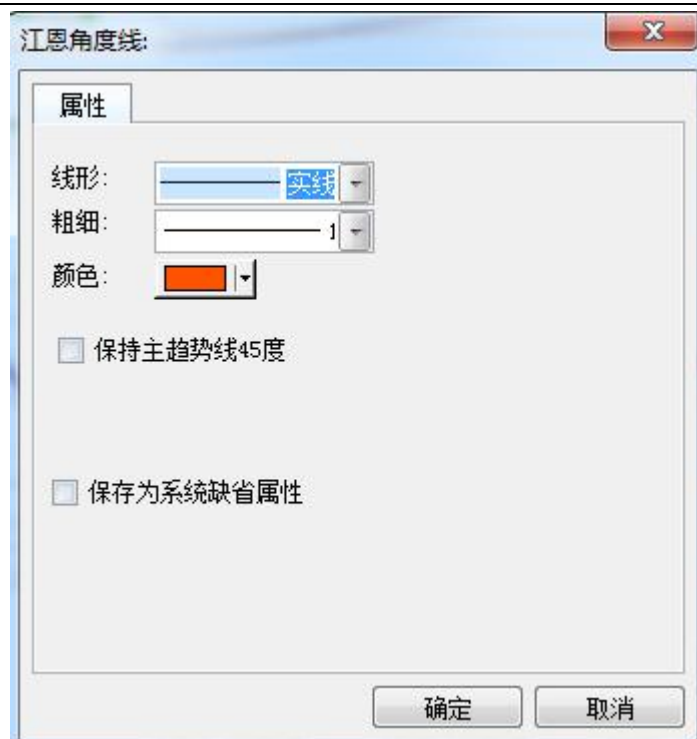 江恩角度线:
属性
线形: 实线
粗细: 1
颜色:
保持主趋势线45度
保存为系统缺省属性
确定 取消